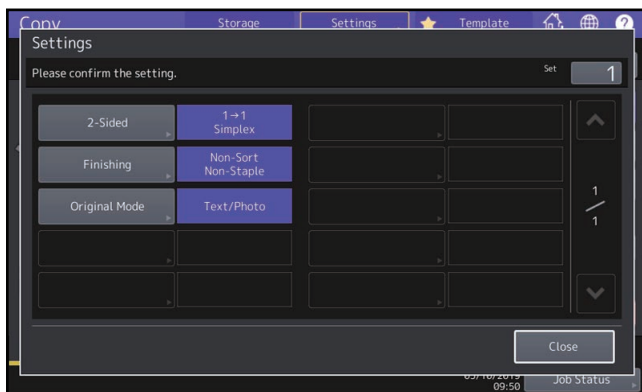 Copy Storage Settings Template ?
Settings
Please confirm the setting. Set 1
2-Sided 1→1
Simplex
Finishing Non-Sort
Non-Staple
Original Mode Text/Photo
1
1
Close
09:50 Job Status